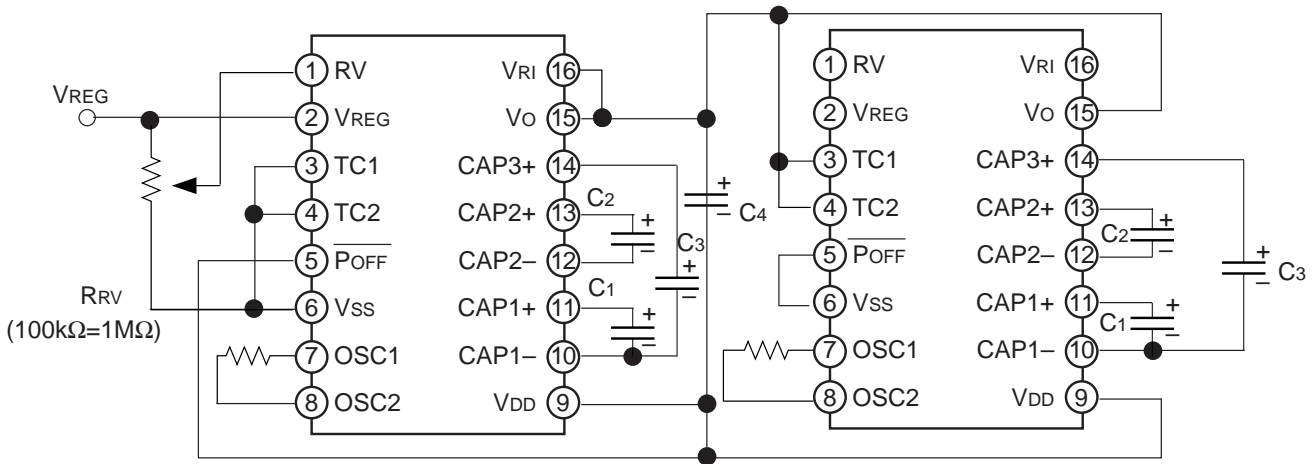 VREG
RRV
(100kΩ=1MΩ)
1 RV
2 VREG
3 TC1
4 TC2
5 POFF
6 VSS
7 OSC1
8 OSC2
VRI 16
VO 15
CAP3+ 14
CAP2+ 13
CAP2– 12
CAP1+ 11
CAP1– 10
VDD 9
C2
+
–
C1
+
–
C3
+
–
+
–
C4
1 RV
2 VREG
3 TC1
4 TC2
5 POFF
6 VSS
7 OSC1
8 OSC2
VRI 16
VO 15
CAP3+ 14
CAP2+ 13
CAP2– 12
CAP1+ 11
CAP1– 10
VDD 9
C2
+
–
C1
+
–
+
–
C3